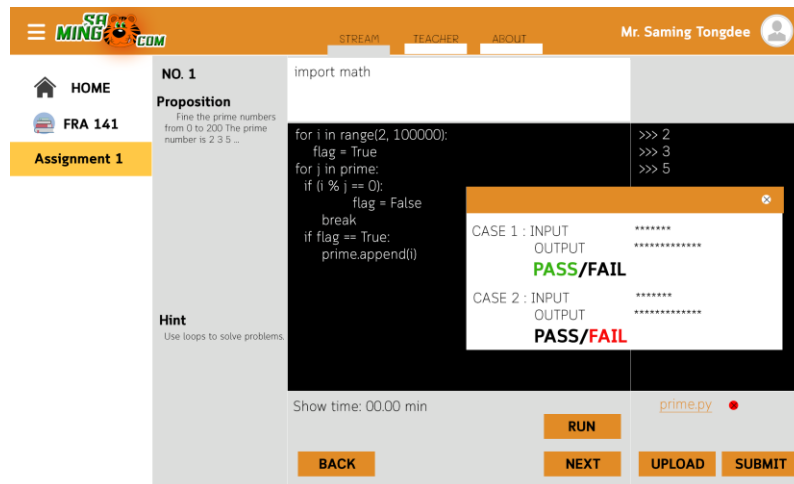 SA
MING
COM
STREAM TEACHER ABOUT
Mr. Saming Tongdee
HOME
FRA 141
Assignment 1
NO. 1
Proposition
Fine the prime numbers
from 0 to 200 The prime
number is 2 3 5 ...
Hint
Use loops to solve problems.
import math
for i in range(2, 100000):
flag = True
for j in prime:
if (i % j == 0):
flag = False
break
if flag == True:
prime.append(i)
>>> 2
>>> 3
>>> 5
CASE 1 : INPUT *******
OUTPUT *************
PASS/FAIL
CASE 2 : INPUT *******
OUTPUT *************
PASS/FAIL
Show time: 00.00 min
prime.py
RUN
BACK NEXT UPLOAD SUBMIT